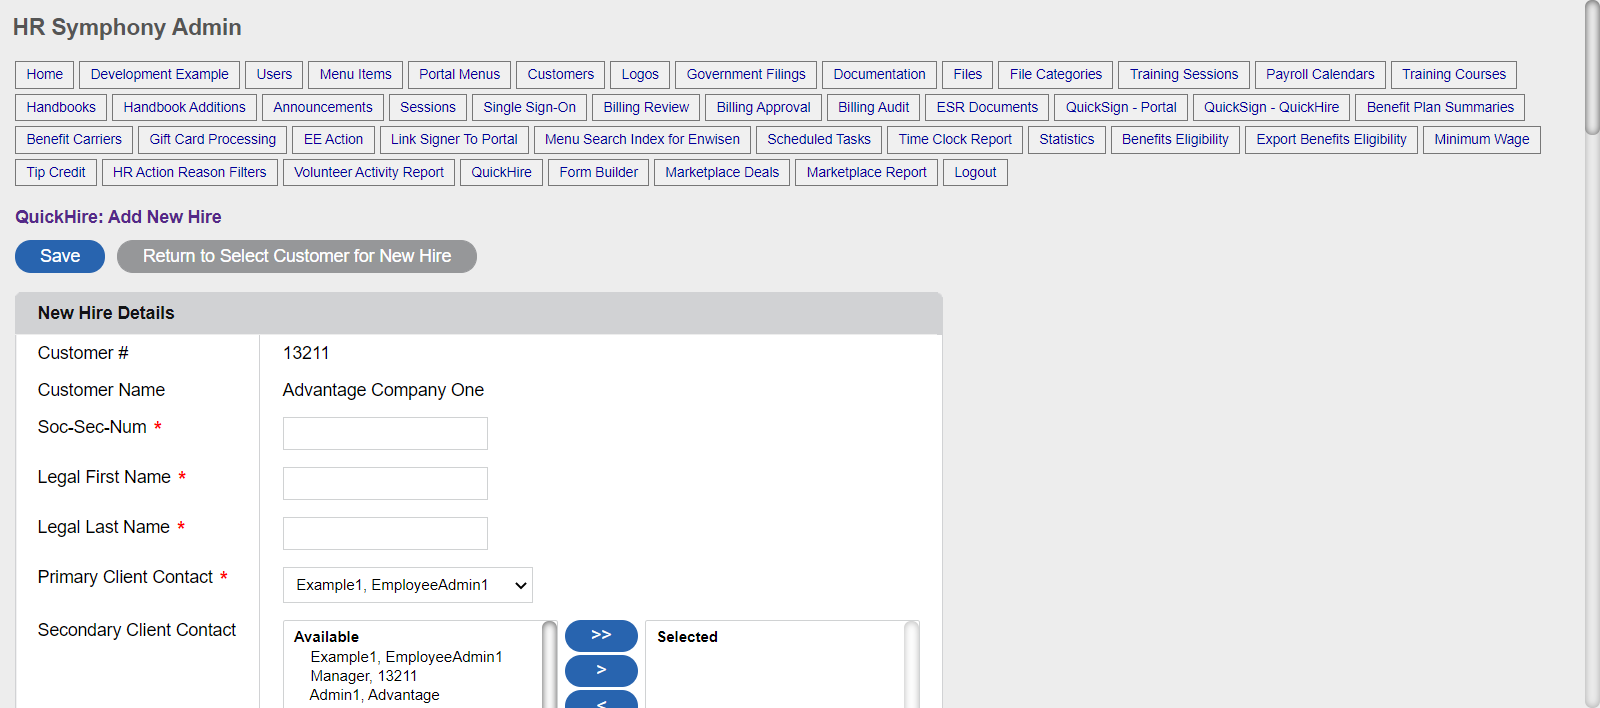 HR Symphony Admin
Home Development Example Users Menu Items Portal Menus Customers Logos Government Filings Documentation Files File Categories Training Sessions Payroll Calendars Training Courses
Handbooks Handbook Additions Announcements Sessions Single Sign-On Billing Review Billing Approval Billing Audit ESR Documents QuickSign - Portal QuickSign - QuickHire Benefit Plan Summaries
Benefit Carriers Gift Card Processing EE Action Link Signer To Portal Menu Search Index for Enwisen Scheduled Tasks Time Clock Report Statistics Benefits Eligibility Export Benefits Eligibility Minimum Wage
Tip Credit HR Action Reason Filters Volunteer Activity Report QuickHire Form Builder Marketplace Deals Marketplace Report Logout
QuickHire: Add New Hire
Save Return to Select Customer for New Hire
New Hire Details
Customer # 13211
Customer Name Advantage Company One
Soc-Sec-Num *
Legal First Name *
Legal Last Name *
Primary Client Contact * Example1, EmployeeAdmin1
Secondary Client Contact Available >> Selected
Example1, EmployeeAdmin1
Manager, 13211 >
Admin1, Advantage <